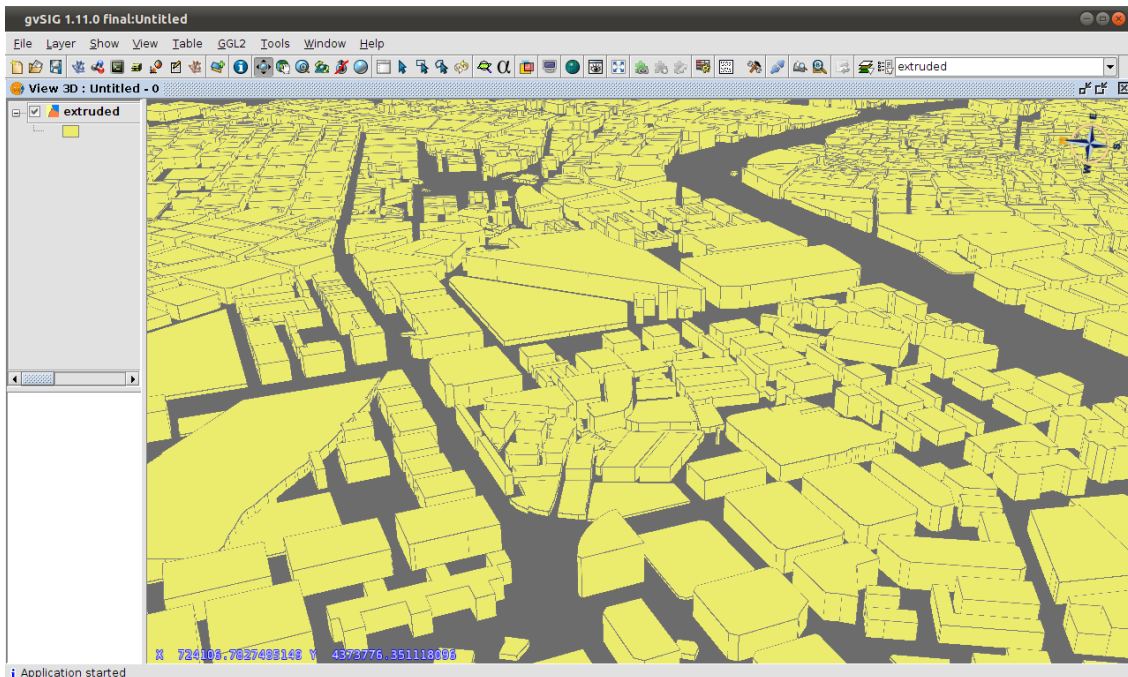 gvSIG 1.11.0 final:Untitled
File Layer Show View Table GGL2 Tools Window Help
extruded
View 3D : Untitled - 0
extruded
E
S
W
X 724106.7827483148 Y 4373776.351118096
Application started